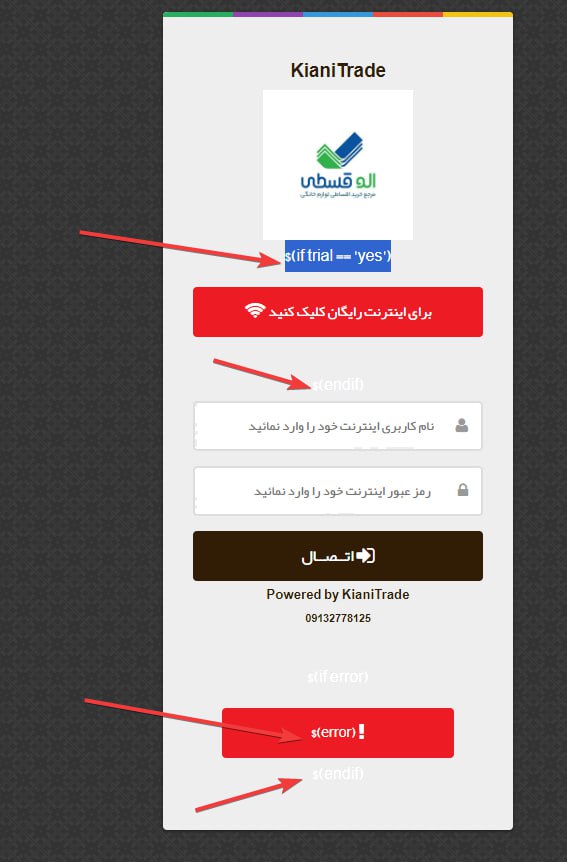 KianiTrade
الو قسطی
مرجع خرید اقساطی لوازم خانگی
$(if trial == 'yes')
برای اینترنت رایگان کلیک کنید
$(endif)
نام کاربری اینترنت خود را وارد نمائید
رمز عبور اینترنت خود را وارد نمائید
اتــصــال
Powered by KianiTrade
09132778125
$(if error)
$(error) !
$(endif)